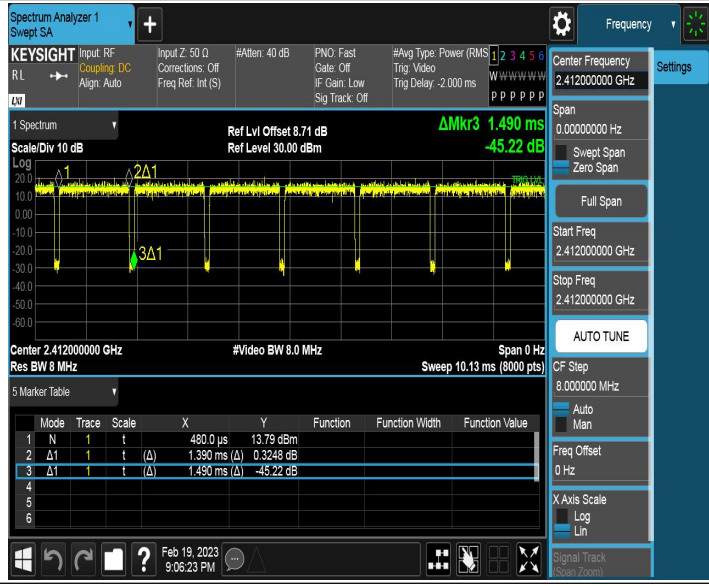 Spectrum Analyzer 1
Swept SA
+
Frequency
KEYSIGHT
RL
LXI
Input: RF
Coupling: DC
Align: Auto
Input Z: 50 Ω
Corrections: Off
Freq Ref: Int (S)
#Atten: 40 dB
PNO: Fast
Gate: Off
IF Gain: Low
Sig Track: Off
#Avg Type: Power (RMS
Trig: Video
Trig Delay: -2.000 ms
1 2 3 4 5 6
W W W W W W
P P P P P P
Center Frequency
2.412000000 GHz
Settings
Span
0.00000000 Hz
Swept Span
Zero Span
Full Span
Start Freq
2.412000000 GHz
Stop Freq
2.412000000 GHz
AUTO TUNE
CF Step
8.000000 MHz
Auto
Man
Freq Offset
0 Hz
X Axis Scale
Log
Lin
Signal Track
(Span Zoom)
1 Spectrum
Scale/Div 10 dB
Ref Lvl Offset 8.71 dB
Ref Level 30.00 dBm
ΔMkr3 1.490 ms
-45.22 dB
Log
20.0
10.0
0.00
-10.0
-20.0
-30.0
-40.0
-50.0
-60.0
1
2Δ1
3Δ1
TRIG LVL
Center 2.412000000 GHz
Res BW 8 MHz
#Video BW 8.0 MHz
Span 0 Hz
Sweep 10.13 ms (8000 pts)
5 Marker Table
Mode Trace Scale X Y Function Function Width Function Value
1 N 1 t 480.0 µs 13.79 dBm
2 Δ1 1 t (Δ) 1.390 ms (Δ) 0.3248 dB
3 Δ1 1 t (Δ) 1.490 ms (Δ) -45.22 dB
4
5
6
?
Feb 19, 2023
9:06:23 PM